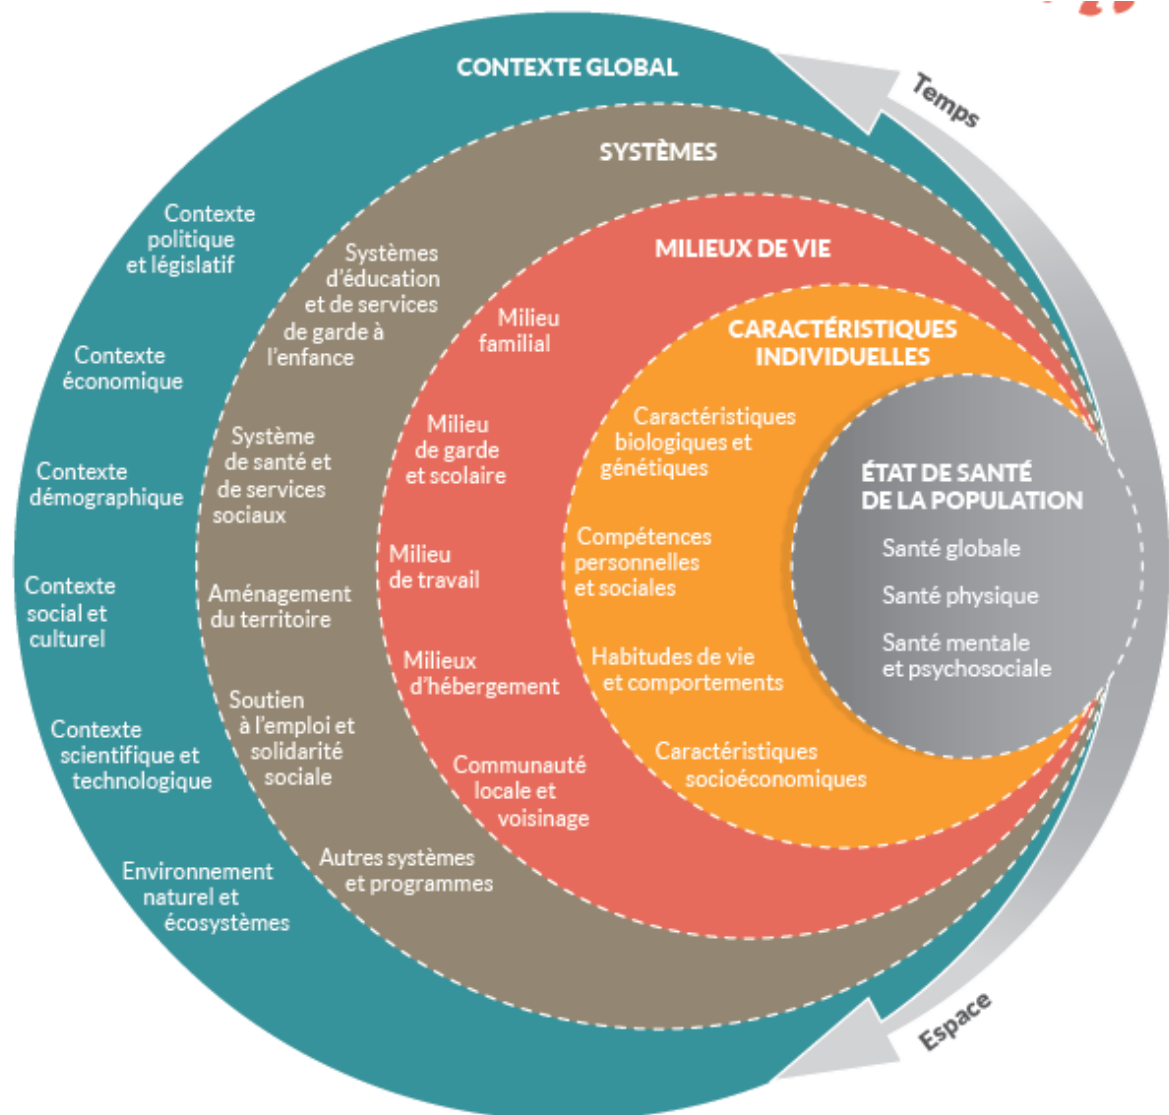 CONTEXTE GLOBAL
Temps
SYSTÈMES
MILIEUX DE VIE
CARACTÉRISTIQUES
INDIVIDUELLES
ÉTAT DE SANTÉ
DE LA POPULATION
Santé globale
Santé physique
Santé mentale
et psychosociale
Contexte
politique
et législatif
Contexte
économique
Contexte
démographique
Contexte
social et
culturel
Contexte
scientifique et
technologique
Environnement
naturel et
écosystèmes
Systèmes
d'éducation
et de services
de garde à
l'enfance
Système
de santé et
de services
sociaux
Aménagement
du territoire
Soutien
à l'emploi et
solidarité
sociale
Autres systèmes
et programmes
Milieu
familial
Milieu
de garde
et scolaire
Milieu
de travail
Milieux
d'hébergement
Communauté
locale et
voisinage
Caractéristiques
biologiques et
génétiques
Compétences
personnelles
et sociales
Habitudes de vie
et comportements
Caractéristiques
socioéconomiques
Espace